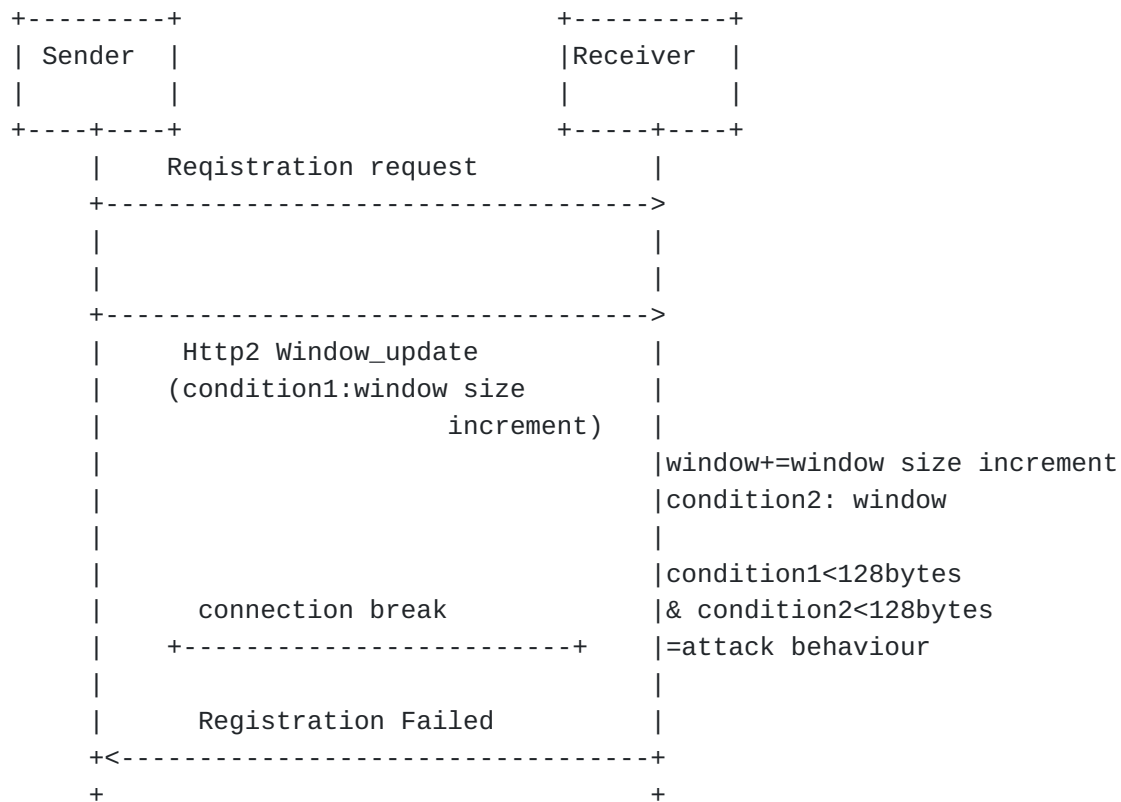 Sender
Receiver
Reqistration request
Http2 Window_update
(condition1:window size
increment)
window+=window size increment
condition2: window
condition1<128bytes
connection break
& condition2<128bytes
=attack behaviour
Registration Failed